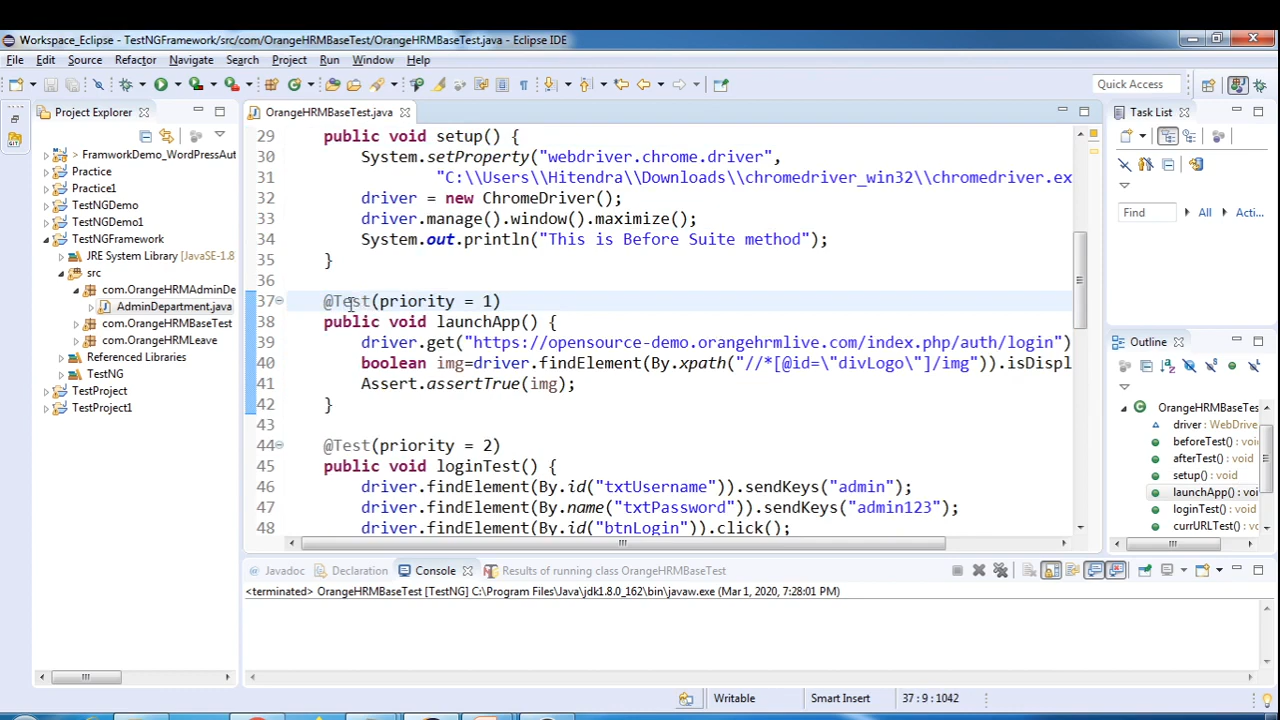 Workspace_Eclipse - TestNGFramework/src/com/OrangeHRMBaseTest/OrangeHRMBaseTest.java - Eclipse IDE
File Edit Source Refactor Navigate Search Project Run Window Help
Quick Access
Project Explorer
OrangeHRMBaseTest.java
Task List
> FramworkDemo_WordPressAut
Practice
Practice1
TestNGDemo
TestNGDemo1
TestNGFramework
JRE System Library [JavaSE-1.8
src
com.OrangeHRMAdminDe
AdminDepartment.java
com.OrangeHRMBaseTest
com.OrangeHRMLeave
Referenced Libraries
TestNG
TestProject
TestProject1
29 public void setup() {
30 System.setProperty("webdriver.chrome.driver",
31 "C:\\Users\\Hitendra\\Downloads\\chromedriver_win32\\chromedriver.ex
32 driver = new ChromeDriver();
33 driver.manage().window().maximize();
34 System.out.println("This is Before Suite method");
35 }
36
37 @Test(priority = 1)
38 public void launchApp() {
39 driver.get("https://opensource-demo.orangehrmlive.com/index.php/auth/login")
40 boolean img=driver.findElement(By.xpath("//*[@id=\"divLogo\"]/img")).isDispl
41 Assert.assertTrue(img);
42 }
43
44 @Test(priority = 2)
45 public void loginTest() {
46 driver.findElement(By.id("txtUsername")).sendKeys("admin");
47 driver.findElement(By.name("txtPassword")).sendKeys("admin123");
48 driver.findElement(By.id("btnLogin")).click();
Find All Acti...
Outline
OrangeHRMBaseTes
driver : WebDrive
beforeTest() : voi
afterTest() : void
setup() : void
launchApp() : voi
loginTest() : void
currURLTest() : voi
Javadoc Declaration Console Results of running class OrangeHRMBaseTest
<terminated> OrangeHRMBaseTest [TestNG] C:\Program Files\Java\jdk1.8.0_162\bin\javaw.exe (Mar 1, 2020, 7:28:01 PM)
Writable Smart Insert 37 : 9 : 1042